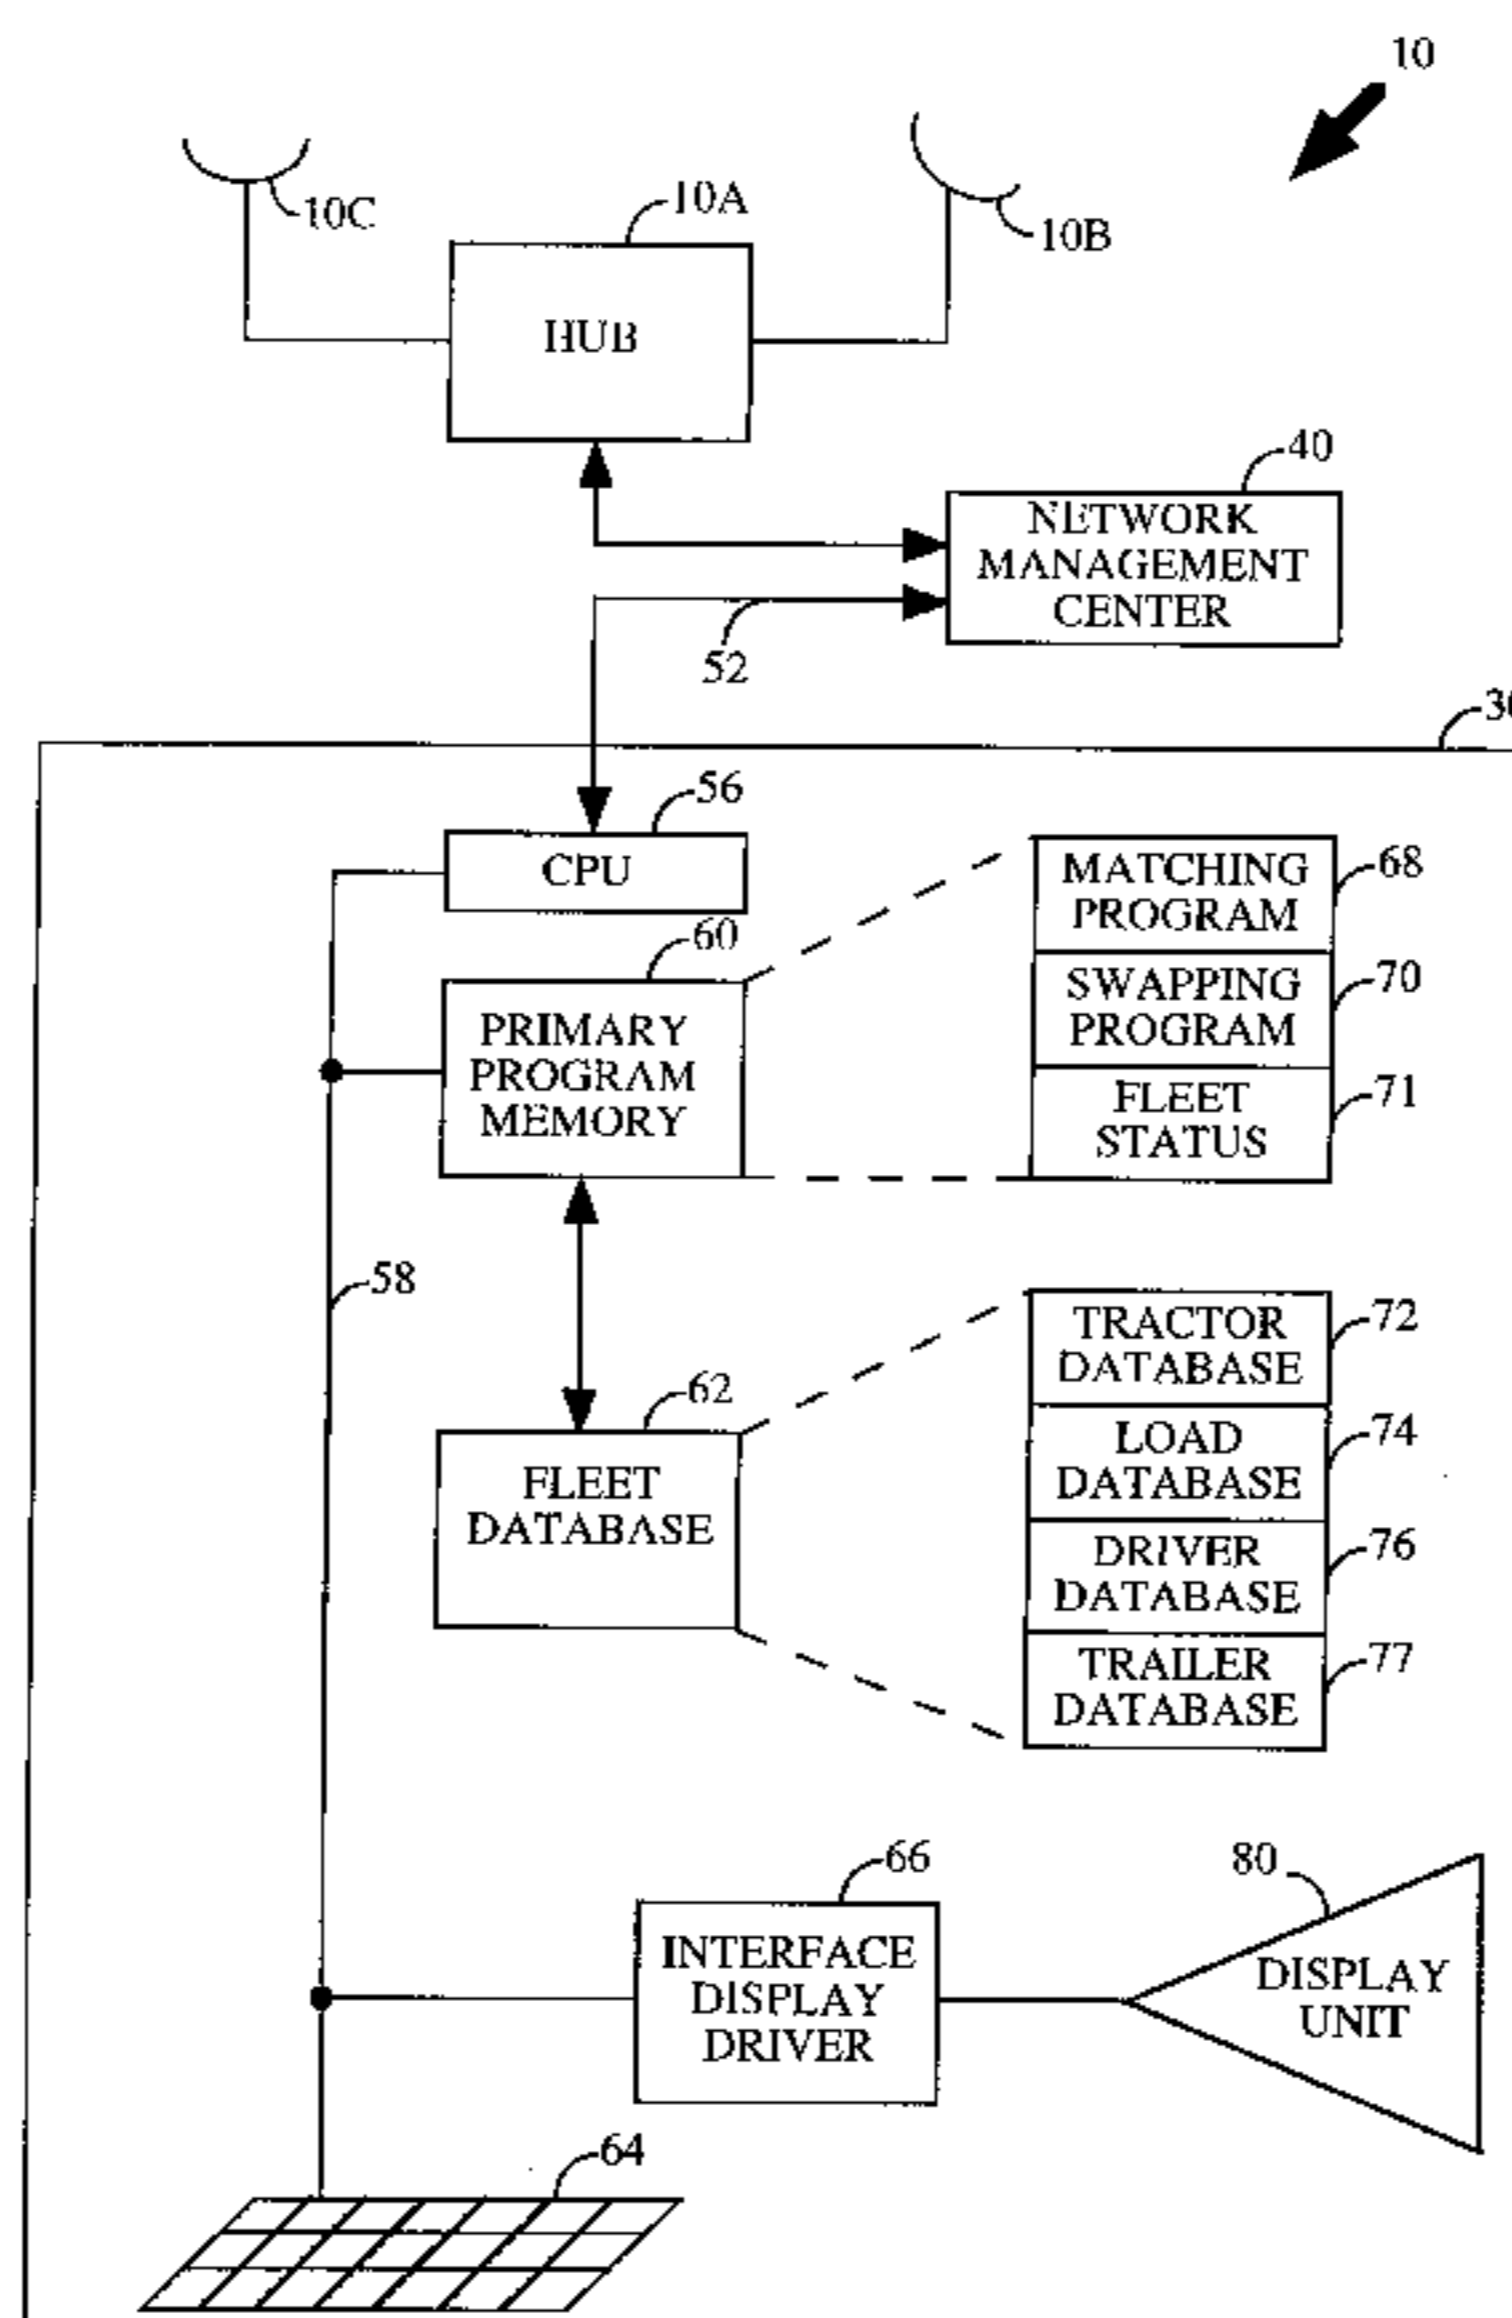 10
10C
10A
10B
HUB
40
NETWORK
MANAGEMENT
CENTER
52
56
CPU
60
PRIMARY
PROGRAM
MEMORY
MATCHING
PROGRAM
68
SWAPPING
PROGRAM
70
FLEET
STATUS
71
58
62
FLEET
DATABASE
TRACTOR
DATABASE
72
LOAD
DATABASE
74
DRIVER
DATABASE
76
TRAILER
DATABASE
77
66
INTERFACE
DISPLAY
DRIVER
80
DISPLAY
UNIT
64